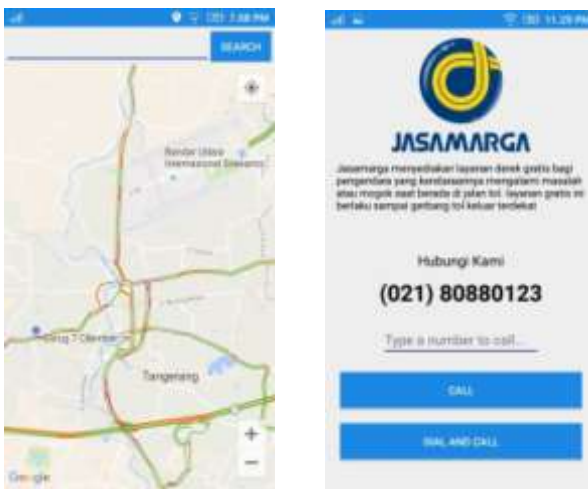 7:58 PM
SEARCH
Bandar Udara
Internasional Soekarno
Tangerang
Google
11:29 PM
JASAMARGA
Jasamarga menyediakan layanan derek gratis bagi
pengendara yang kendaraannya mengalami masalah
atau mogok saat berada di jalan tol. layanan gratis ini
berlaku sampai gerbang tol keluar terdekat
Hubungi Kami
(021) 80880123
Type a number to call...
CALL
DIAL AND CALL